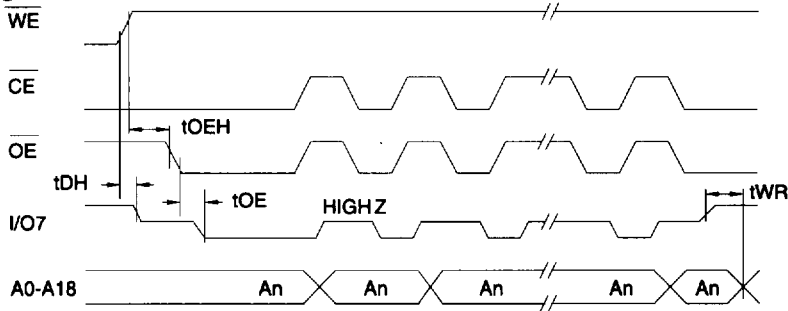 WE
CE
tOEH
OE
tDH
tOE
tWR
HIGH Z
I/O7
A0-A18 An An An An An